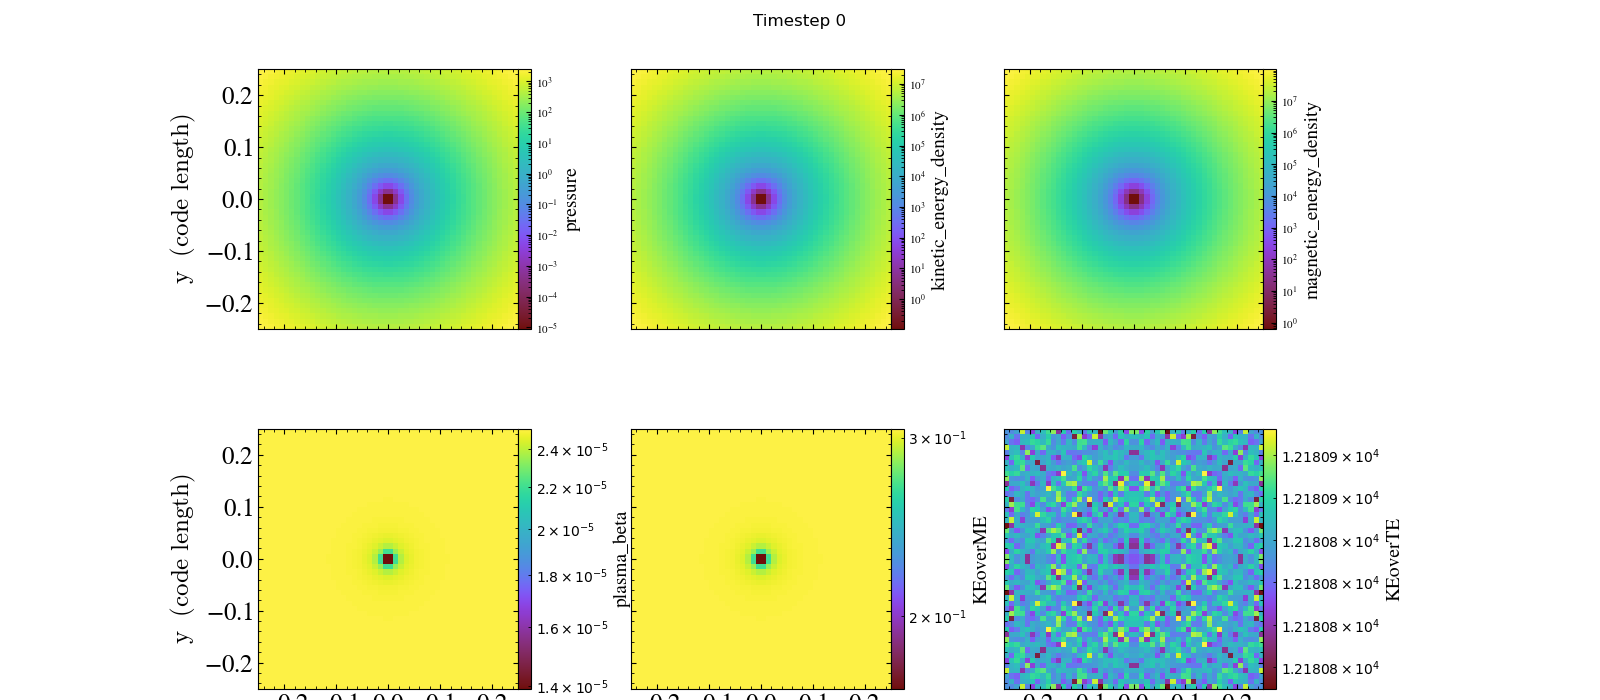 Timestep 0
0.2
0.1
0.0
−0.1
−0.2
y (code length)
10³
10²
10¹
10⁰
10⁻¹
10⁻²
10⁻³
10⁻⁴
10⁻⁵
pressure
10⁷
10⁶
10⁵
10⁴
10³
10²
10¹
10⁰
kinetic_energy_density
10⁷
10⁶
10⁵
10⁴
10³
10²
10¹
10⁰
magnetic_energy_density
0.2
0.1
0.0
−0.1
−0.2
y (code length)
2.4 × 10⁻⁵
2.2 × 10⁻⁵
2 × 10⁻⁵
1.8 × 10⁻⁵
1.6 × 10⁻⁵
1.4 × 10⁻⁵
plasma_beta
3 × 10⁻¹
2 × 10⁻¹
KEoverME
1.21809 × 10⁴
1.21809 × 10⁴
1.21808 × 10⁴
1.21808 × 10⁴
1.21808 × 10⁴
1.21808 × 10⁴
KEoverTE